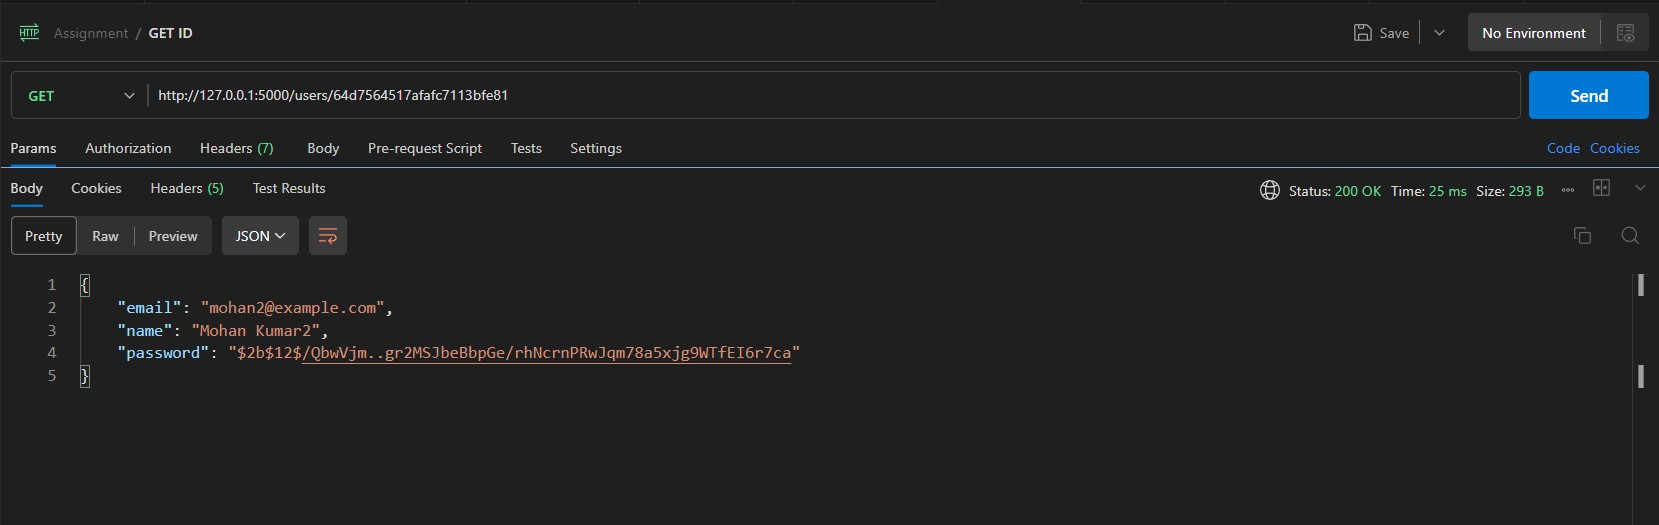 HTTP Assignment / GET ID Save No Environment
GET http://127.0.0.1:5000/users/64d7564517afafc7113bfe81 Send
Params Authorization Headers (7) Body Pre-request Script Tests Settings Code Cookies
Body Cookies Headers (5) Test Results Status: 200 OK Time: 25 ms Size: 293 B
Pretty Raw Preview JSON
1 {
2 "email": "mohan2@example.com",
3 "name": "Mohan Kumar2",
4 "password": "$2b$12$/QbwVjm..gr2MSJbeBbpGe/rhNcrnPRwJqm78a5xjg9WTfEI6r7ca"
5 }